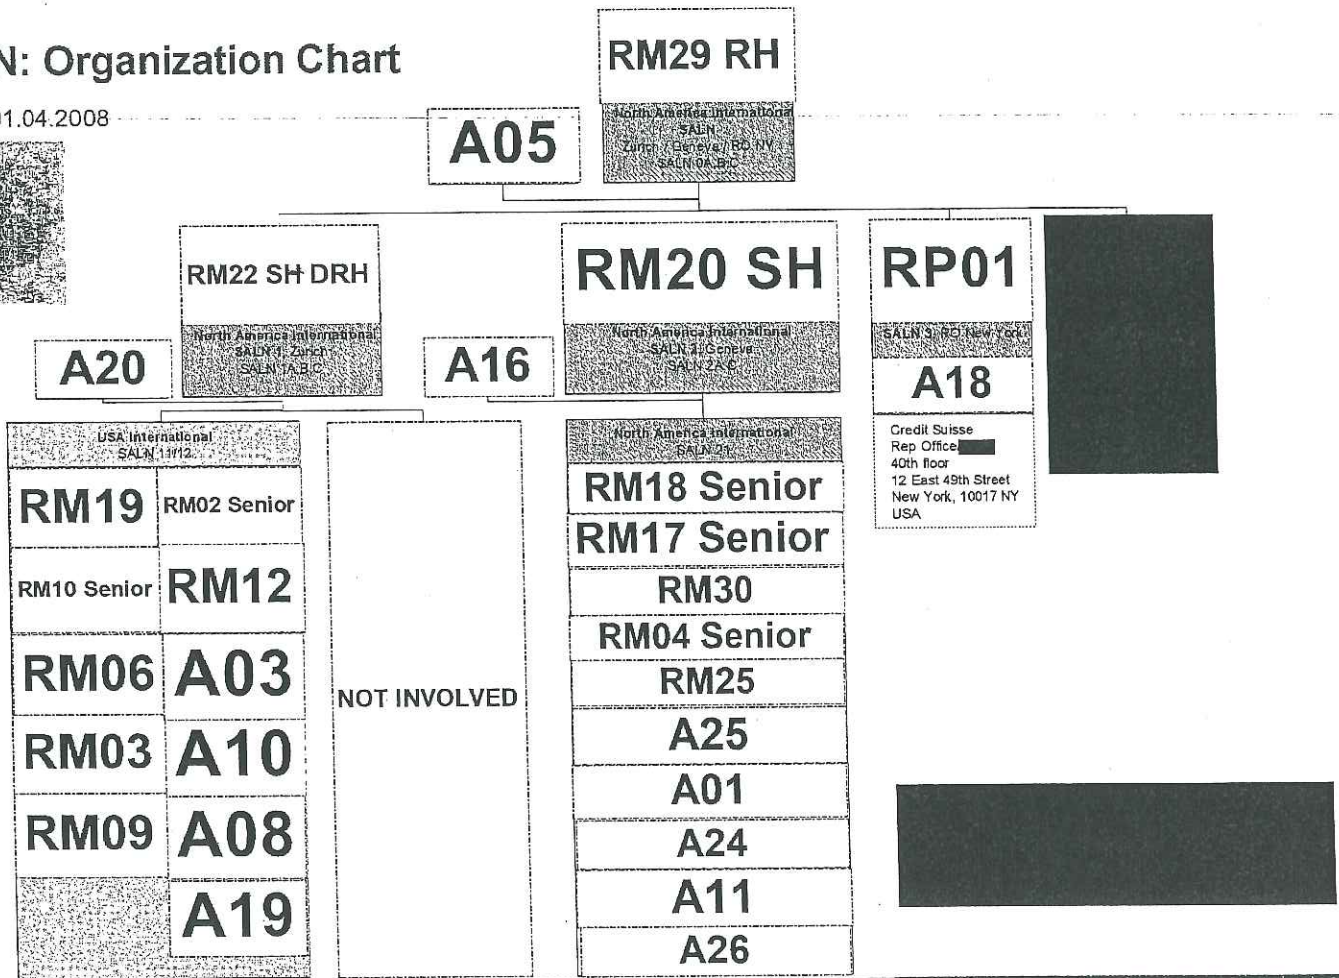 N: Organization Chart
01.04.2008
RM29 RH
North America International
SALN
Zurich / Geneva / RO NY
SALN 0A,B,C
A05
RM22 SH DRH
North America International
SALN 1, Zurich
SALN 1A,B,C
A20
RM20 SH
North America International
SALN 2, Geneva
SALN 2A,C
A16
RP01
SALN 3, RO New York
A18
Credit Suisse
Rep Office
40th floor
12 East 49th Street
New York, 10017 NY
USA
USA International
SALN 11/12
RM19 RM02 Senior
RM10 Senior RM12
RM06 A03
RM03 A10
RM09 A08
A19
NOT INVOLVED
North America International
SALN 21
RM18 Senior
RM17 Senior
RM30
RM04 Senior
RM25
A25
A01
A24
A11
A26